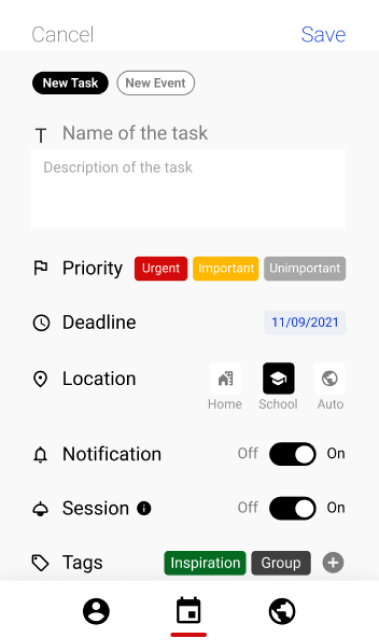 Cancel Save
New Task New Event
Name of the task
Description of the task
Priority Urgent Important Unimportant
Deadline 11/09/2021
Location
Home School Auto
Notification Off On
Session Off On
Tags Inspiration Group